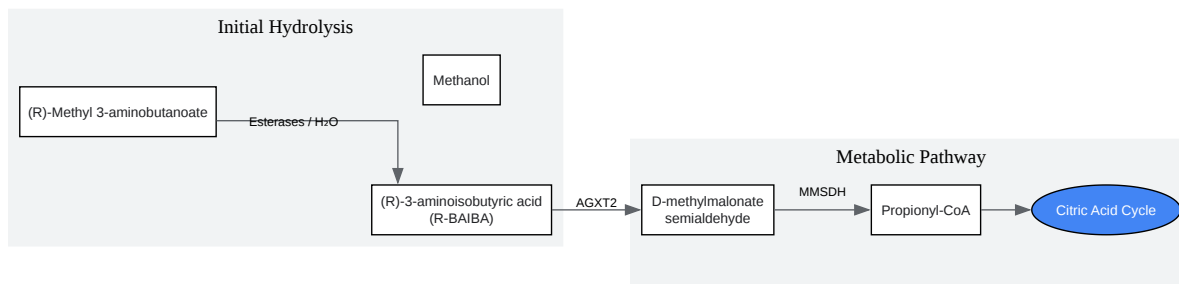 Initial Hydrolysis
Methanol
(R)-Methyl 3-aminobutanoate
Esterases / H₂O
(R)-3-aminoisobutyric acid
(R-BAIBA)
AGXT2
Metabolic Pathway
D-methylmalonate
semialdehyde
MMSDH
Propionyl-CoA
Citric Acid Cycle